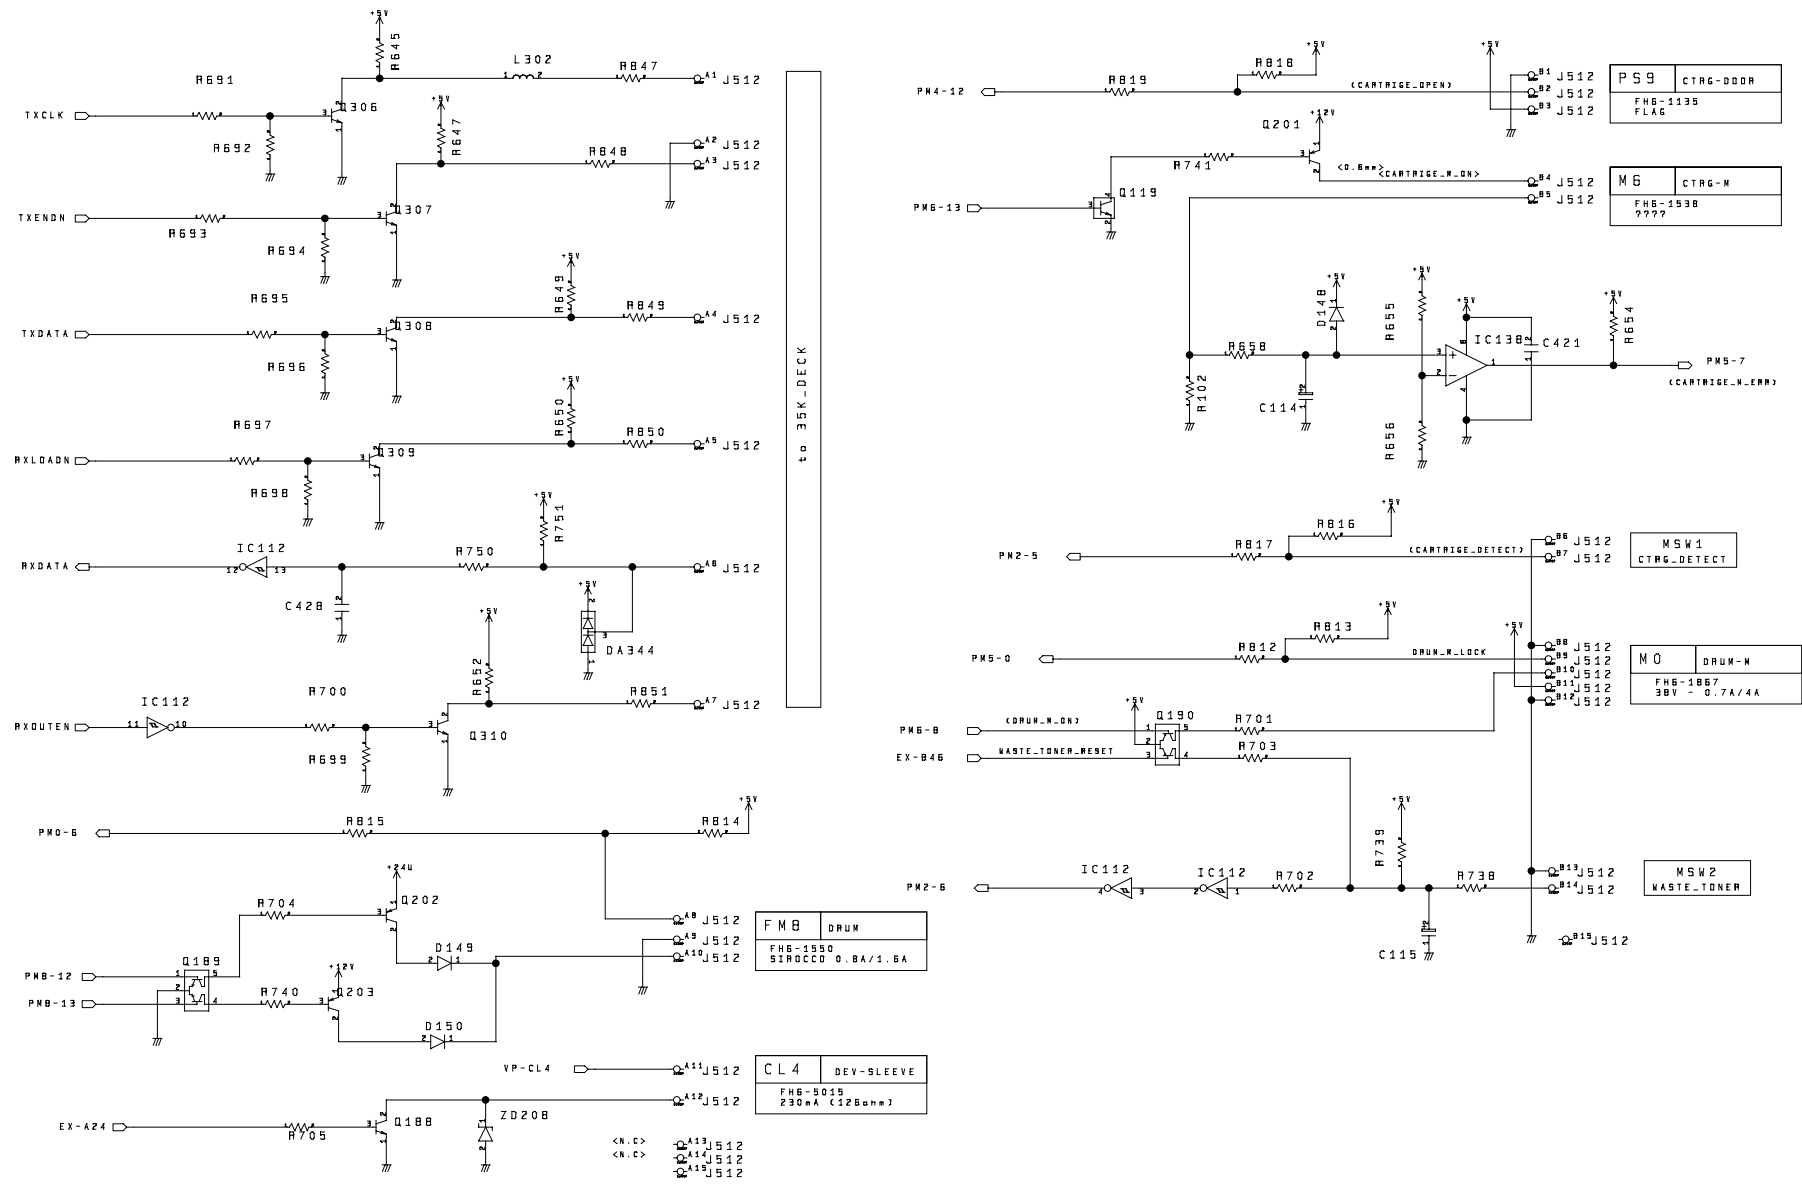 +5V
R645
L302
R847
A1 J512
R691
TXCLK
Q306
R692
+5V
R647
A2 J512
R848
A3 J512
TXENDN
R693
Q307
R694
+5V
R649
R695
R849
A4 J512
TXDATA
Q308
R696
+5V
R650
R697
R850
A5 J512
RXLOADN
Q309
R698
+5V
R751
IC112
R750
RXDATA
12
13
A6 J512
C428
+5V
DA344
+5V
R652
IC112
R700
R851
A7 J512
RXOUTEN
11
10
Q310
R699
to 35K_DECK
+5V
PM0-6
R815
R814
+24U
R704
Q202
A8 J512
A9 J512
A10 J512
FM8
DRUM
FH6-1550
SIROCCO 0.8A/1.6A
D149
Q189
+12V
PM8-12
PM8-13
R740
Q203
D150
VP-CL4
A11 J512
A12 J512
CL4
DEV-SLEEVE
FH6-5015
230mA (126ohm)
ZD208
EX-A24
R705
Q188
<N.C>
A13 J512
<N.C>
A14 J512
A15 J512
+5V
R818
+5V
PM4-12
R819
(CARTRIGE_OPEN)
B1 J512
B2 J512
B3 J512
PS9
CTRG-DOOR
FH6-1135
FLAG
+12V
Q201
R741
<0.6mm>
<CARTRIGE_M_ON>
B4 J512
B5 J512
M6
CTRG-M
FH6-1538
????
Q119
PM6-13
+5V
D148
+5V
R655
+5V
IC138
C421
+5V
R654
R658
R102
C114
R656
PM5-7
(CARTRIGE_M_ERR)
+5V
R816
PM2-5
R817
(CARTRIGE_DETECT)
B6 J512
B7 J512
MSW1
CTRG_DETECT
+5V
R813
PM5-0
R812
DRUM_M_LOCK
+5V
B8 J512
B9 J512
B10 J512
B11 J512
B12 J512
M0
DRUM-M
FH6-1867
38V - 0.7A/4A
+5V
(DRUM_M_ON)
Q190
R701
PM6-8
R703
EX-B46
WASTE_TONER_RESET
+5V
R739
IC112
IC112
R702
R738
PM2-6
4
3
2
1
B13 J512
B14 J512
MSW2
WASTE_TONER
C115
B15 J512